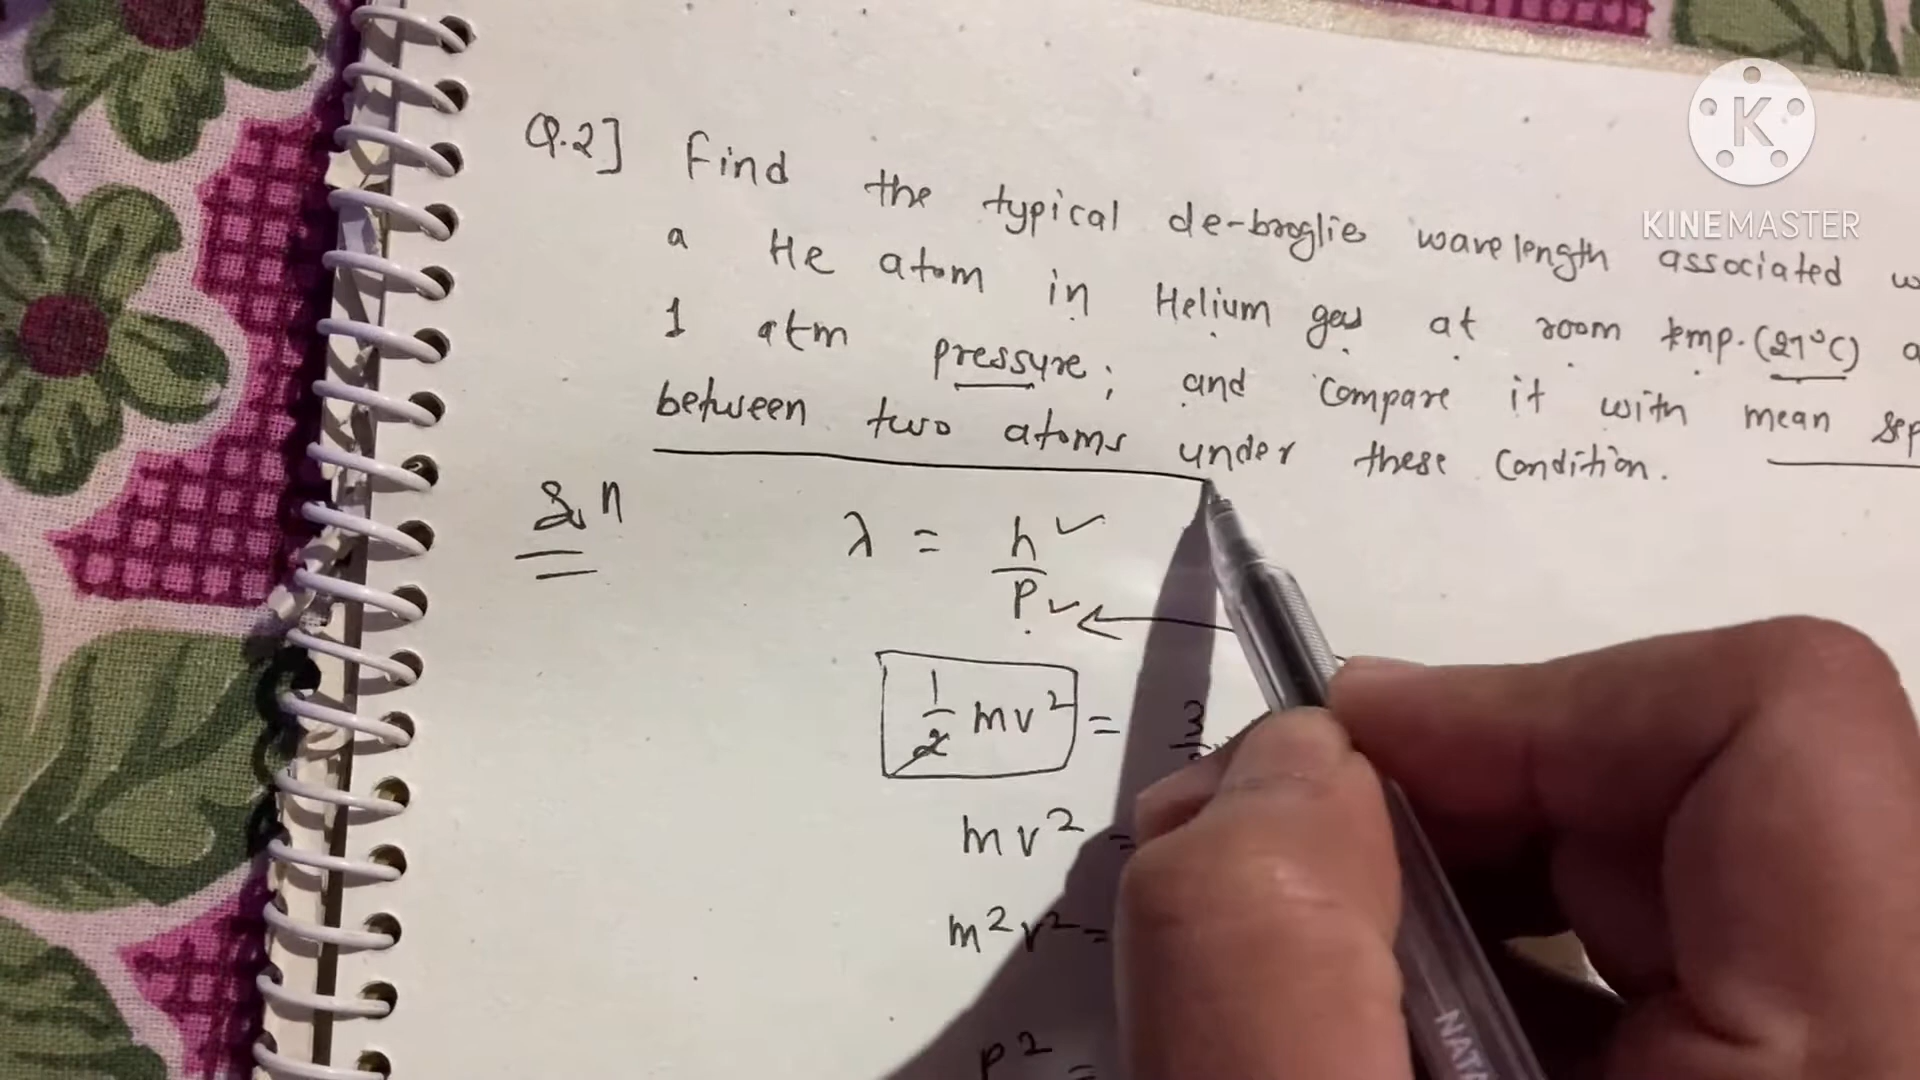 Q.2] Find the typical de-broglie wavelength associated
a He atom in Helium gas at room temp. (27°C)
1 atm pressure; and compare it with mean sep
between two atoms under these condition.
λ = h/P
1/2 mv² =
mv² =
m²v² =
P² =
K
KINEMASTER
NATA